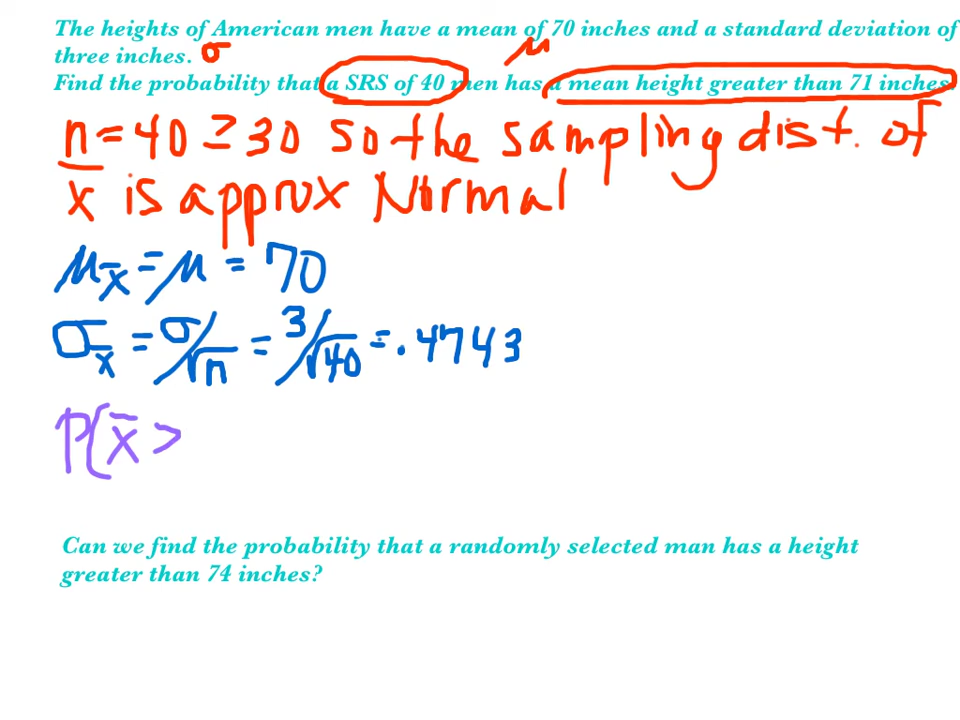 The heights of American men have a mean of 70 inches and a standard deviation of
three inches. σ μ
Find the probability that a SRS of 40 men has a mean height greater than 71 inches.
n = 40 ≥ 30 so the sampling dist. of
x̄ is approx Normal
μx̄ = μ = 70
σx̄ = σ/√n = 3/√40 = .4743
P(x̄ >
Can we find the probability that a randomly selected man has a height
greater than 74 inches?